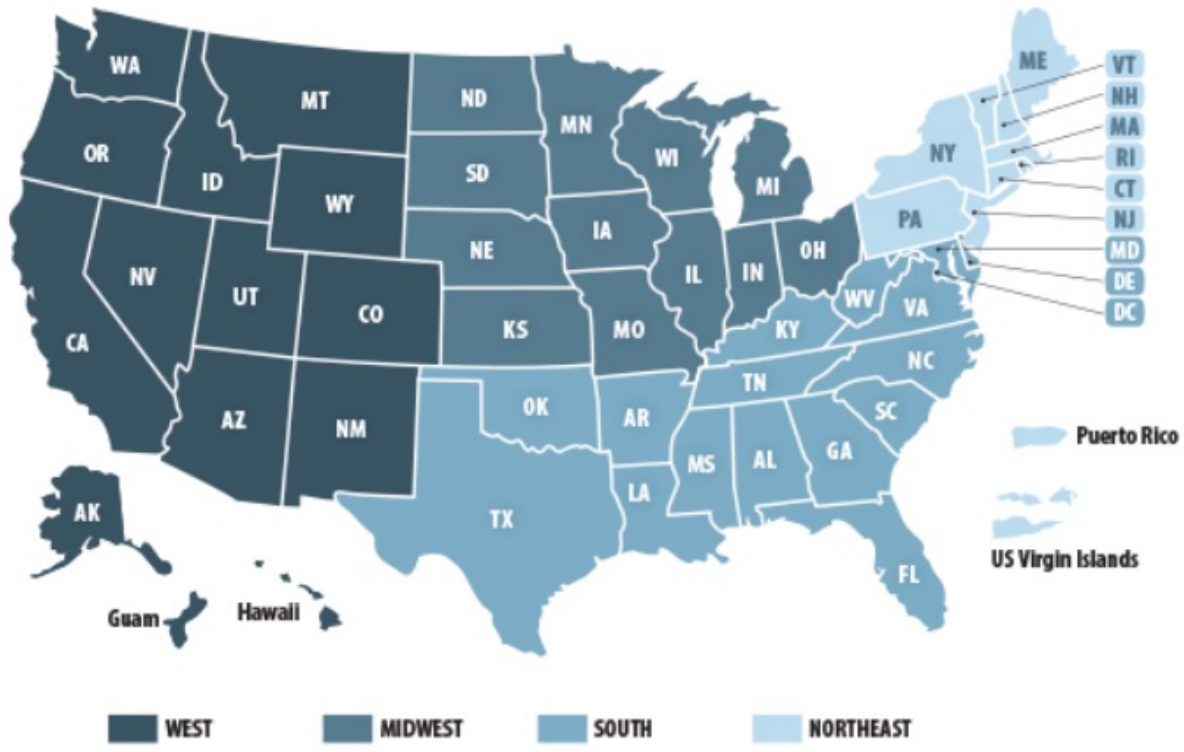 WA
MT
ND
MN
ME
VT
NH
MA
RI
CT
NJ
MD
DE
DC
OR
ID
WY
SD
WI
MI
NY
PA
NV
UT
CO
NE
IA
IL
IN
OH
CA
KS
MO
KY
WV
VA
AZ
NM
OK
AR
TN
NC
SC
TX
LA
MS
AL
GA
FL
AK
Guam
Hawaii
Puerto Rico
US Virgin Islands
WEST MIDWEST SOUTH NORTHEAST